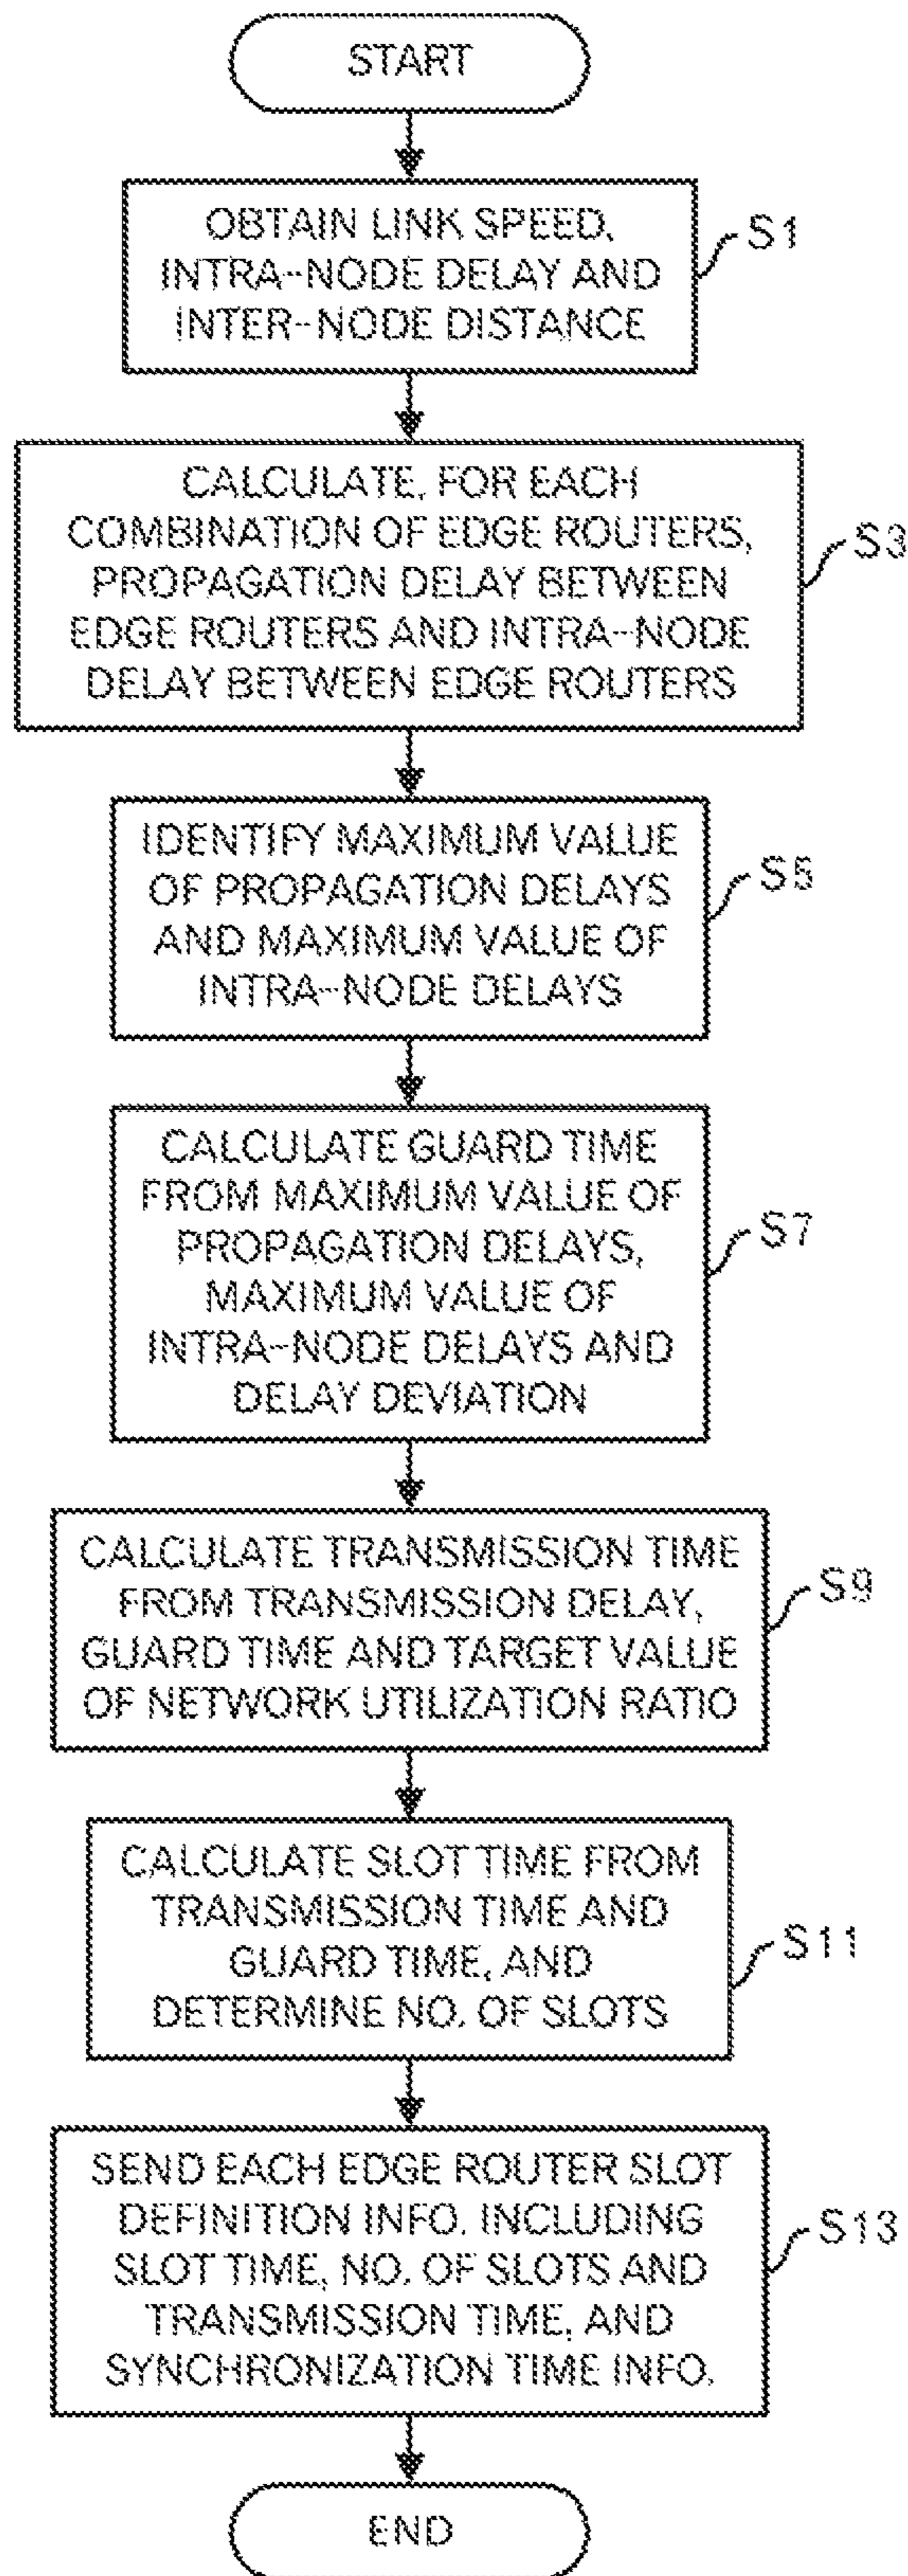 START
OBTAIN LINK SPEED,
INTRA--NODE DELAY AND
INTER--NODE DISTANCE
S1
CALCULATE, FOR EACH
COMBINATION OF EDGE ROUTERS,
PROPAGATION DELAY BETWEEN
EDGE ROUTERS AND INTRA--NODE
DELAY BETWEEN EDGE ROUTERS
S3
IDENTIFY MAXIMUM VALUE
OF PROPAGATION DELAYS
AND MAXIMUM VALUE OF
INTRA--NODE DELAYS
S5
CALCULATE GUARD TIME
FROM MAXIMUM VALUE OF
PROPAGATION DELAYS,
MAXIMUM VALUE OF
INTRA--NODE DELAYS AND
DELAY DEVIATION
S7
CALCULATE TRANSMISSION TIME
FROM TRANSMISSION DELAY,
GUARD TIME AND TARGET VALUE
OF NETWORK UTILIZATION RATIO
S9
CALCULATE SLOT TIME FROM
TRANSMISSION TIME AND
GUARD TIME, AND
DETERMINE NO. OF SLOTS
S11
SEND EACH EDGE ROUTER SLOT
DEFINITION INFO. INCLUDING
SLOT TIME, NO. OF SLOTS AND
TRANSMISSION TIME, AND
SYNCHRONIZATION TIME INFO.
S13
END